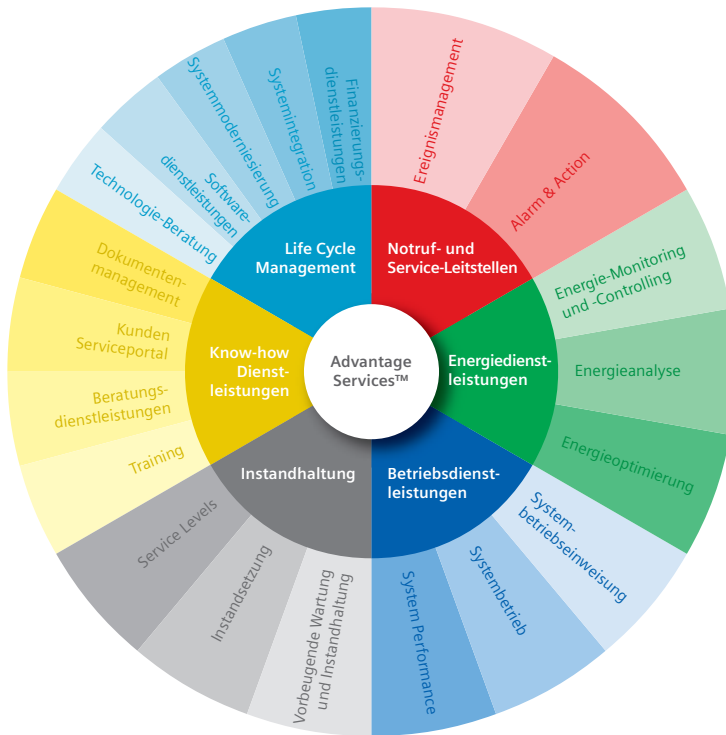 Advantage
Services™
Notruf- und
Service-Leitstellen
Ereignismanagement
Alarm & Action
Energiedienst-
leistungen
Energie-Monitoring
und -Controlling
Energieanalyse
Energieoptimierung
Betriebsdienst-
leistungen
System-
betriebseinweisung
Systembetrieb
System Performance
Instandhaltung
Vorbeugende Wartung
und Instandhaltung
Instandsetzung
Service Levels
Know-how
Dienst-
leistungen
Training
Beratungs-
dienstleistungen
Kunden
Serviceportal
Dokumenten-
management
Life Cycle
Management
Technologie-Beratung
Software-
dienstleistungen
Systemmoderniesierung
Systemintegration
Finanzierungs-
dienstleistungen